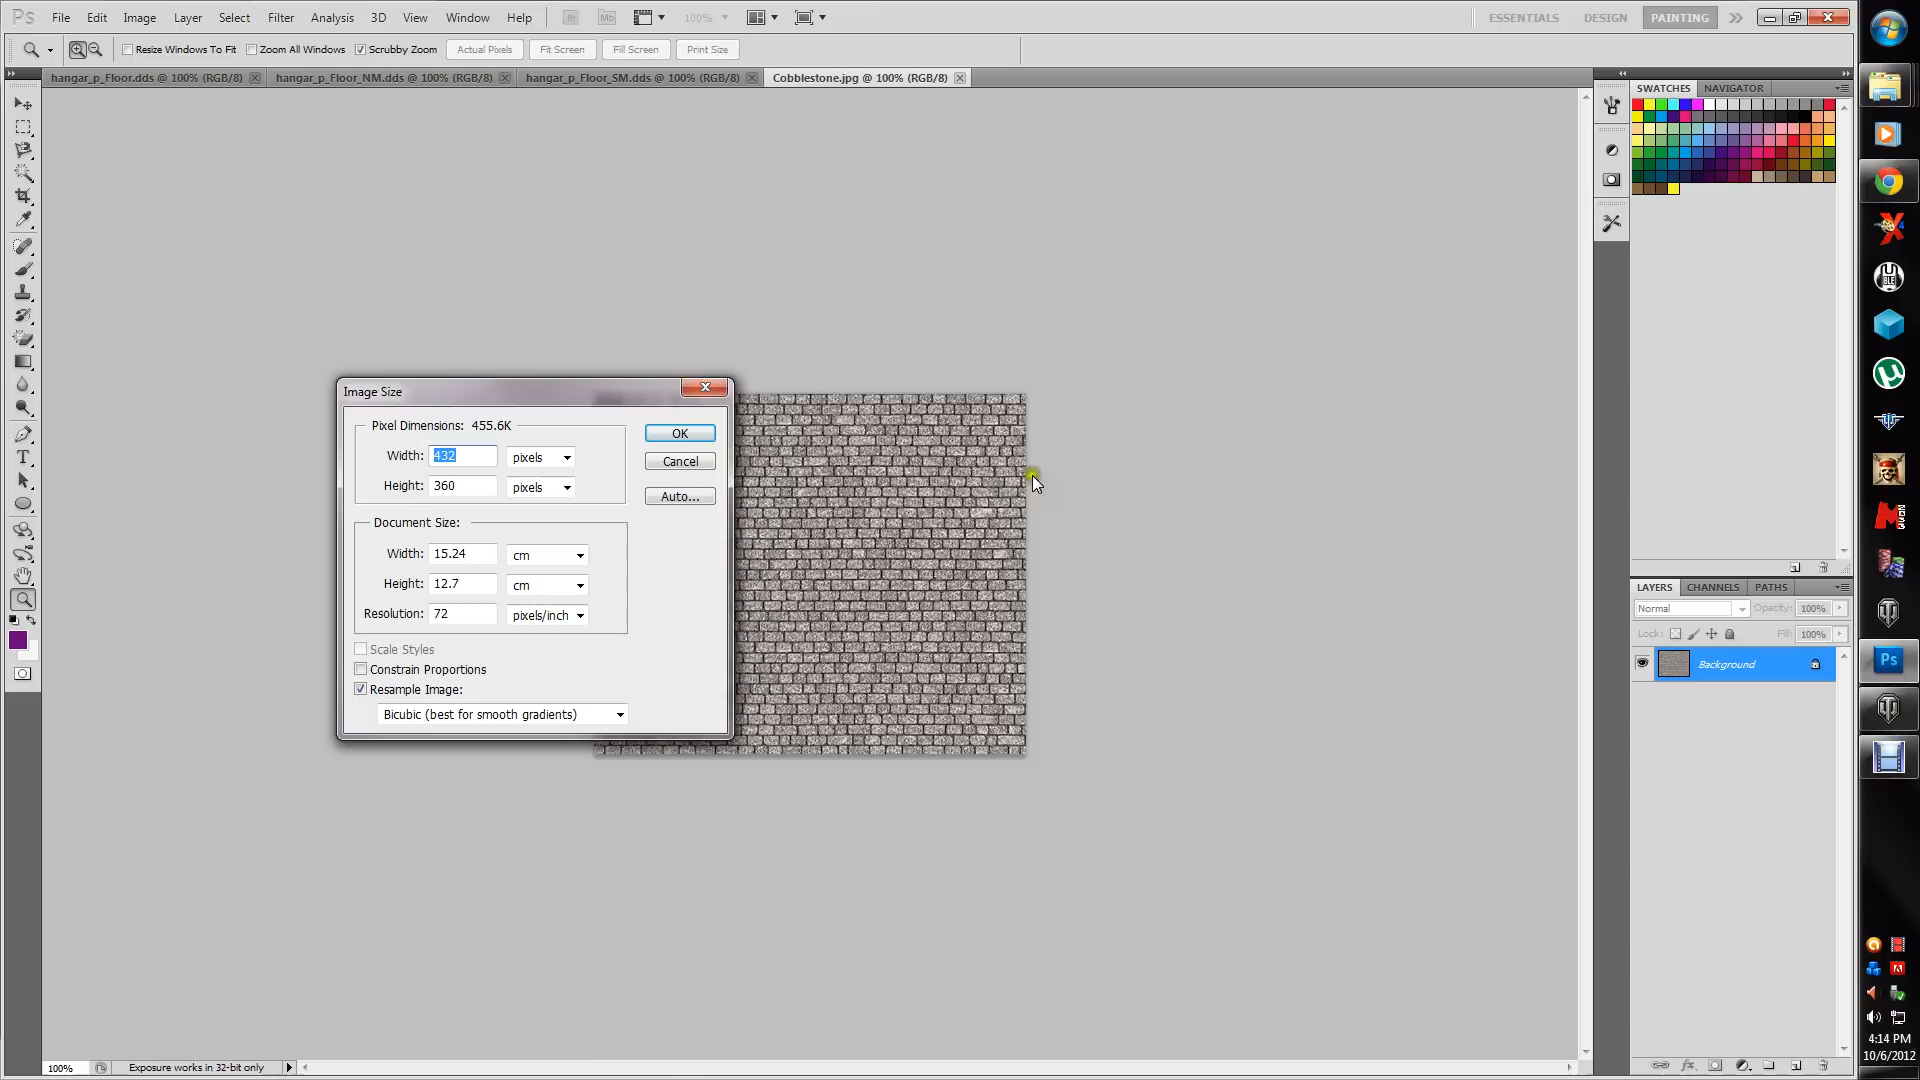 Ps File Edit Image Layer Select Filter Analysis 3D View Window Help Br Mb 100% ESSENTIALS DESIGN PAINTING
Resize Windows To Fit Zoom All Windows Scrubby Zoom Actual Pixels Fit Screen Fill Screen Print Size
hangar_p_Floor.dds @ 100% (RGB/8) hangar_p_Floor_NM.dds @ 100% (RGB/8) hangar_p_Floor_SM.dds @ 100% (RGB/8) Cobblestone.jpg @ 100% (RGB/8)
SWATCHES NAVIGATOR
Image Size
Pixel Dimensions: 455.6K
OK
Width: 432 pixels
Cancel
Height: 360 pixels
Auto...
Document Size:
Width: 15.24 cm
Height: 12.7 cm
Resolution: 72 pixels/inch
Scale Styles
Constrain Proportions
Resample Image:
Bicubic (best for smooth gradients)
LAYERS CHANNELS PATHS
Normal Opacity: 100%
Lock: Fill: 100%
Background
Ps
100% Exposure works in 32-bit only
4:14 PM
10/6/2012